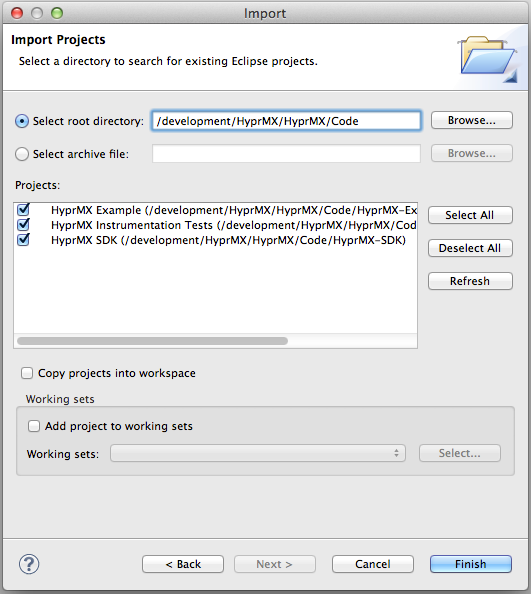 Import
Import Projects
Select a directory to search for existing Eclipse projects.
Select root directory: /development/HyprMX/HyprMX/Code Browse...
Select archive file: Browse...
Projects:
HyprMX Example (/development/HyprMX/HyprMX/Code/HyprMX-Ex
HyprMX Instrumentation Tests (/development/HyprMX/HyprMX/Cod
HyprMX SDK (/development/HyprMX/HyprMX/Code/HyprMX-SDK)
Select All
Deselect All
Refresh
Copy projects into workspace
Working sets
Add project to working sets
Working sets: Select...
? < Back Next > Cancel Finish